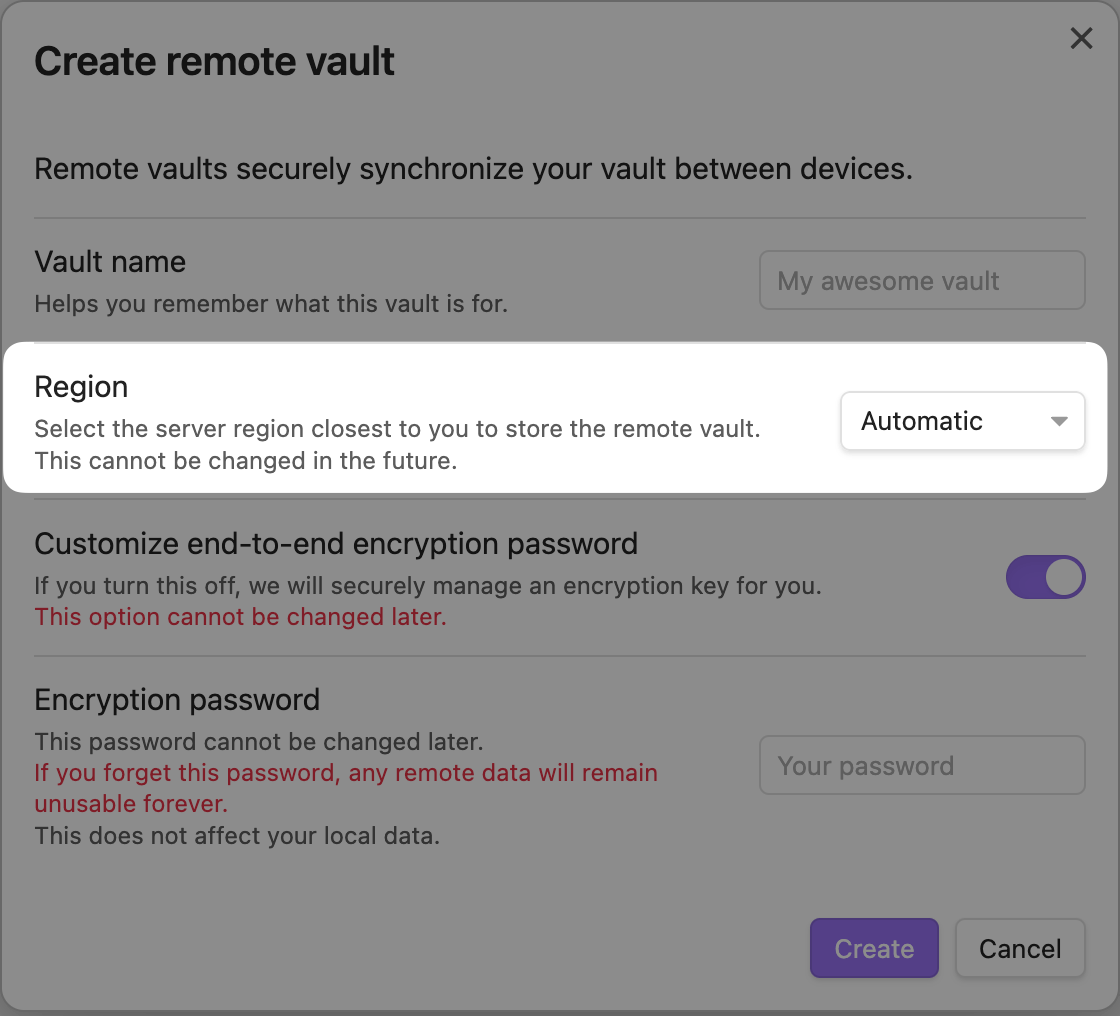 Create remote vault
Remote vaults securely synchronize your vault between devices.
Vault name
Helps you remember what this vault is for.
My awesome vault
Region
Select the server region closest to you to store the remote vault.
This cannot be changed in the future.
Automatic
Customize end-to-end encryption password
If you turn this off, we will securely manage an encryption key for you.
This option cannot be changed later.
Encryption password
This password cannot be changed later.
If you forget this password, any remote data will remain
unusable forever.
This does not affect your local data.
Your password
Create
Cancel